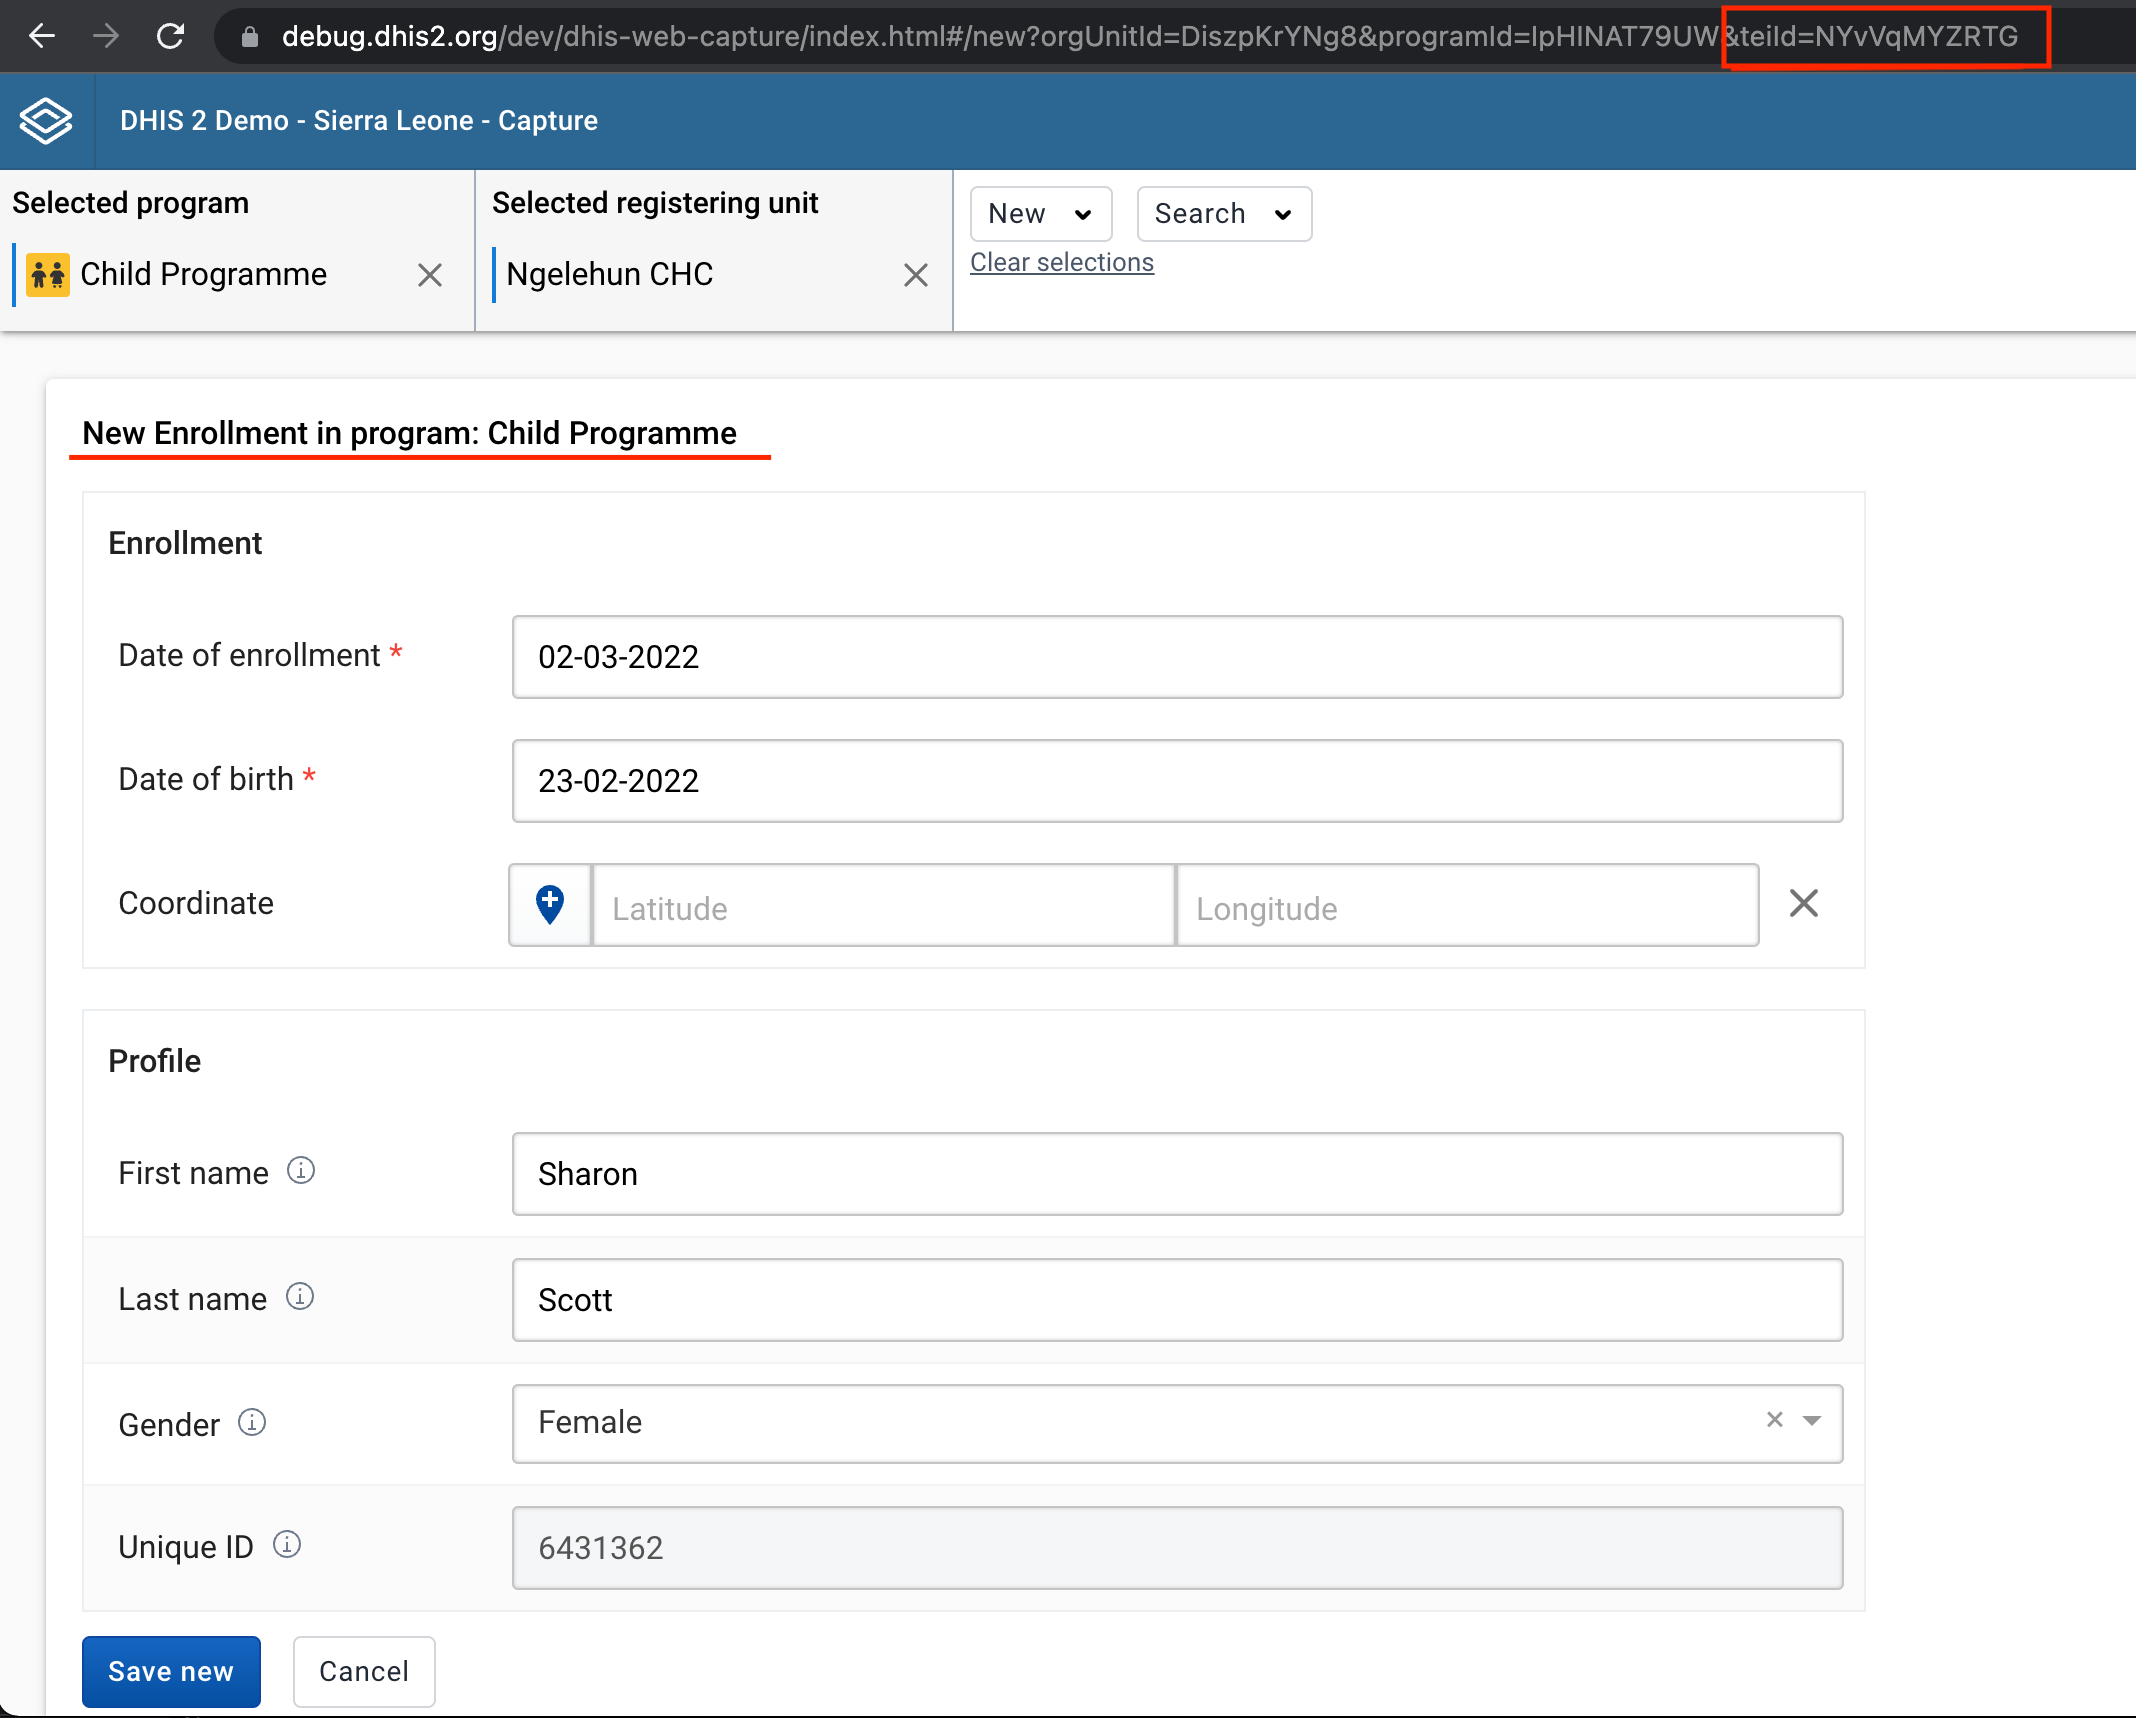 debug.dhis2.org/dev/dhis-web-capture/index.html#/new?orgUnitId=DiszpKrYNg8&programId=IpHINAT79UW&teiId=NYvVqMYZRTG
DHIS 2 Demo - Sierra Leone - Capture
Selected program
Child Programme
Selected registering unit
Ngelehun CHC
New
Search
Clear selections
New Enrollment in program: Child Programme
Enrollment
Date of enrollment *
02-03-2022
Date of birth *
23-02-2022
Coordinate
Latitude
Longitude
Profile
First name
Sharon
Last name
Scott
Gender
Female
Unique ID
6431362
Save new
Cancel